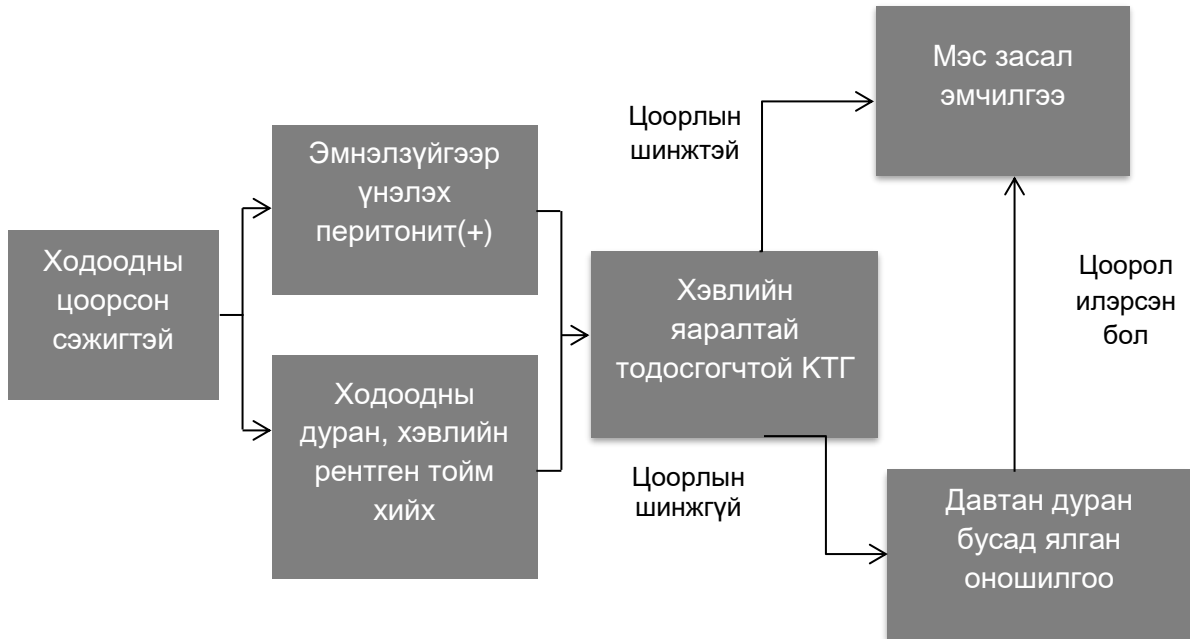 Ходоодны
цоорсон
сэжигтэй
Эмнэлзүйгээр
үнэлэх
перитонит(+)
Ходоодны
дуран, хэвлийн
рентген тойм
хийх
Хэвлийн
яаралтай
тодосгогчтой КТГ
Цоорлын
шинжтэй
Мэс засал
эмчилгээ
Цоорлын
шинжгүй
Давтан дуран
бусад ялган
оношилгоо
Цоорол
илэрсэн
бол